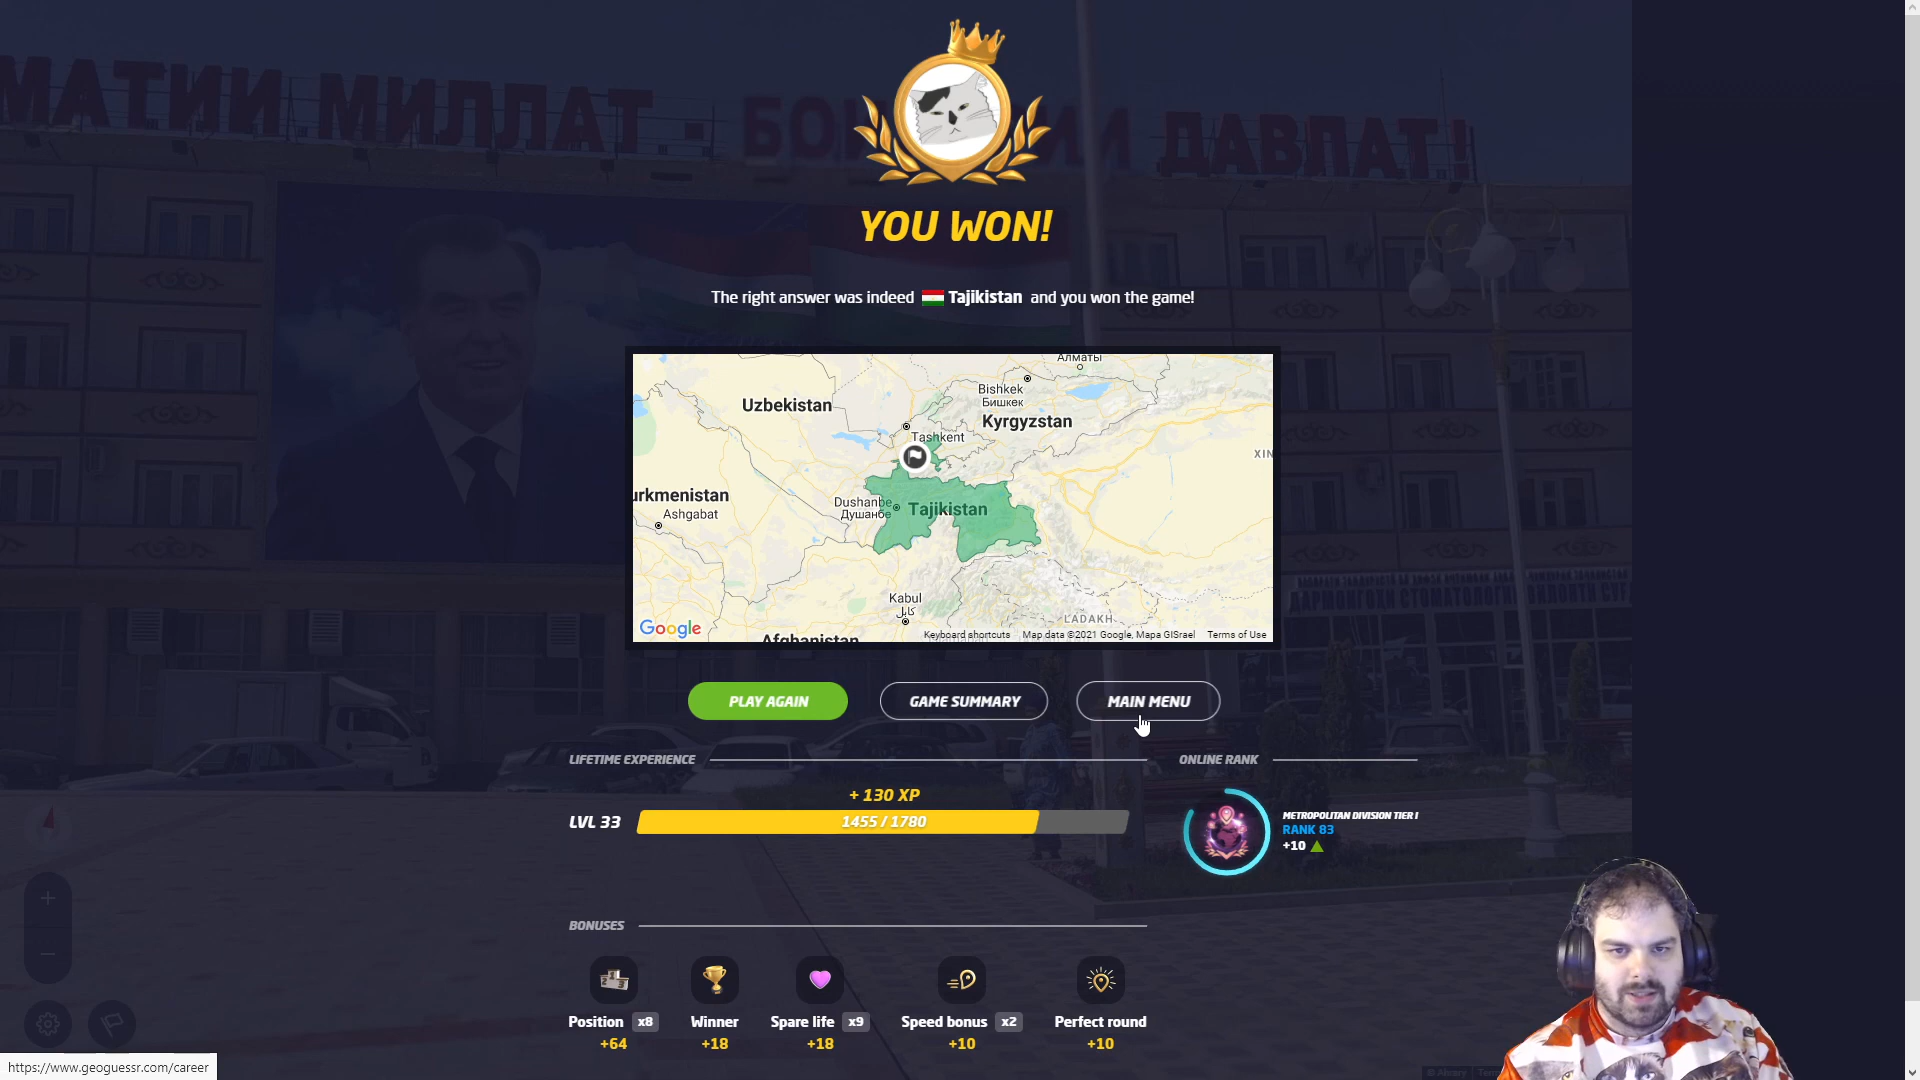 МАТИИ МИЛЛАТ
ДАВЛАТ!
YOU WON!
The right answer was indeed Tajikistan and you won the game!
Алматы
Bishkek
Бишкек
Uzbekistan
Kyrgyzstan
Tashkent
XIN
urkmenistan
Ashgabat
Dushanbe
Душанбе
Tajikistan
Kabul
کابل
LADAKH
Afghanistan
Google
Keyboard shortcuts Map data ©2021 Google, Mapa GISrael Terms of Use
PLAY AGAIN
GAME SUMMARY
MAIN MENU
LIFETIME EXPERIENCE
ONLINE RANK
+ 130 XP
LVL 33
1455 / 1780
METROPOLITAN DIVISION TIER I
RANK 83
+10
BONUSES
Position x8
+64
Winner
+18
Spare life x9
+18
Speed bonus x2
+10
Perfect round
+10
https://www.geoguessr.com/career